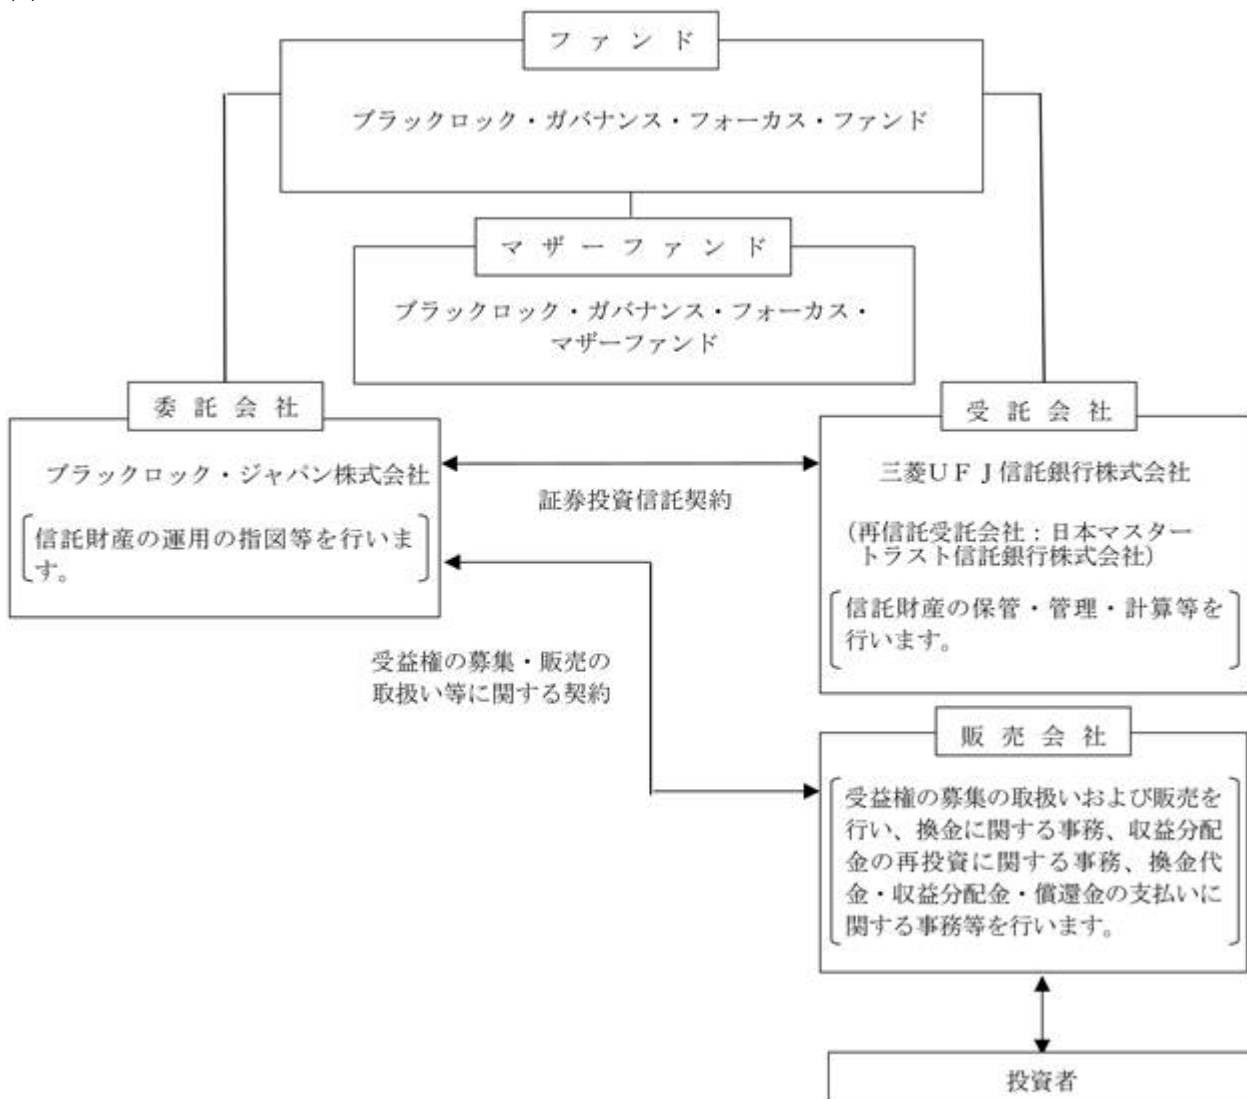 ファンド
ブラックロック・ガバナンス・フォーカス・ファンド
マザーファンド
ブラックロック・ガバナンス・フォーカス・
マザーファンド
委託会社
ブラックロック・ジャパン株式会社
信託財産の運用の指図等を行いま
す。
証券投資信託契約
受託会社
三菱UFJ信託銀行株式会社
(再信託受託会社:日本マスター
トラスト信託銀行株式会社)
信託財産の保管・管理・計算等を
行います。
受益権の募集・販売の
取扱い等に関する契約
販売会社
受益権の募集の取扱いおよび販売を
行い、換金に関する事務、収益分配
金の再投資に関する事務、換金代
金・収益分配金・償還金の支払いに
関する事務等を行います。
投資者